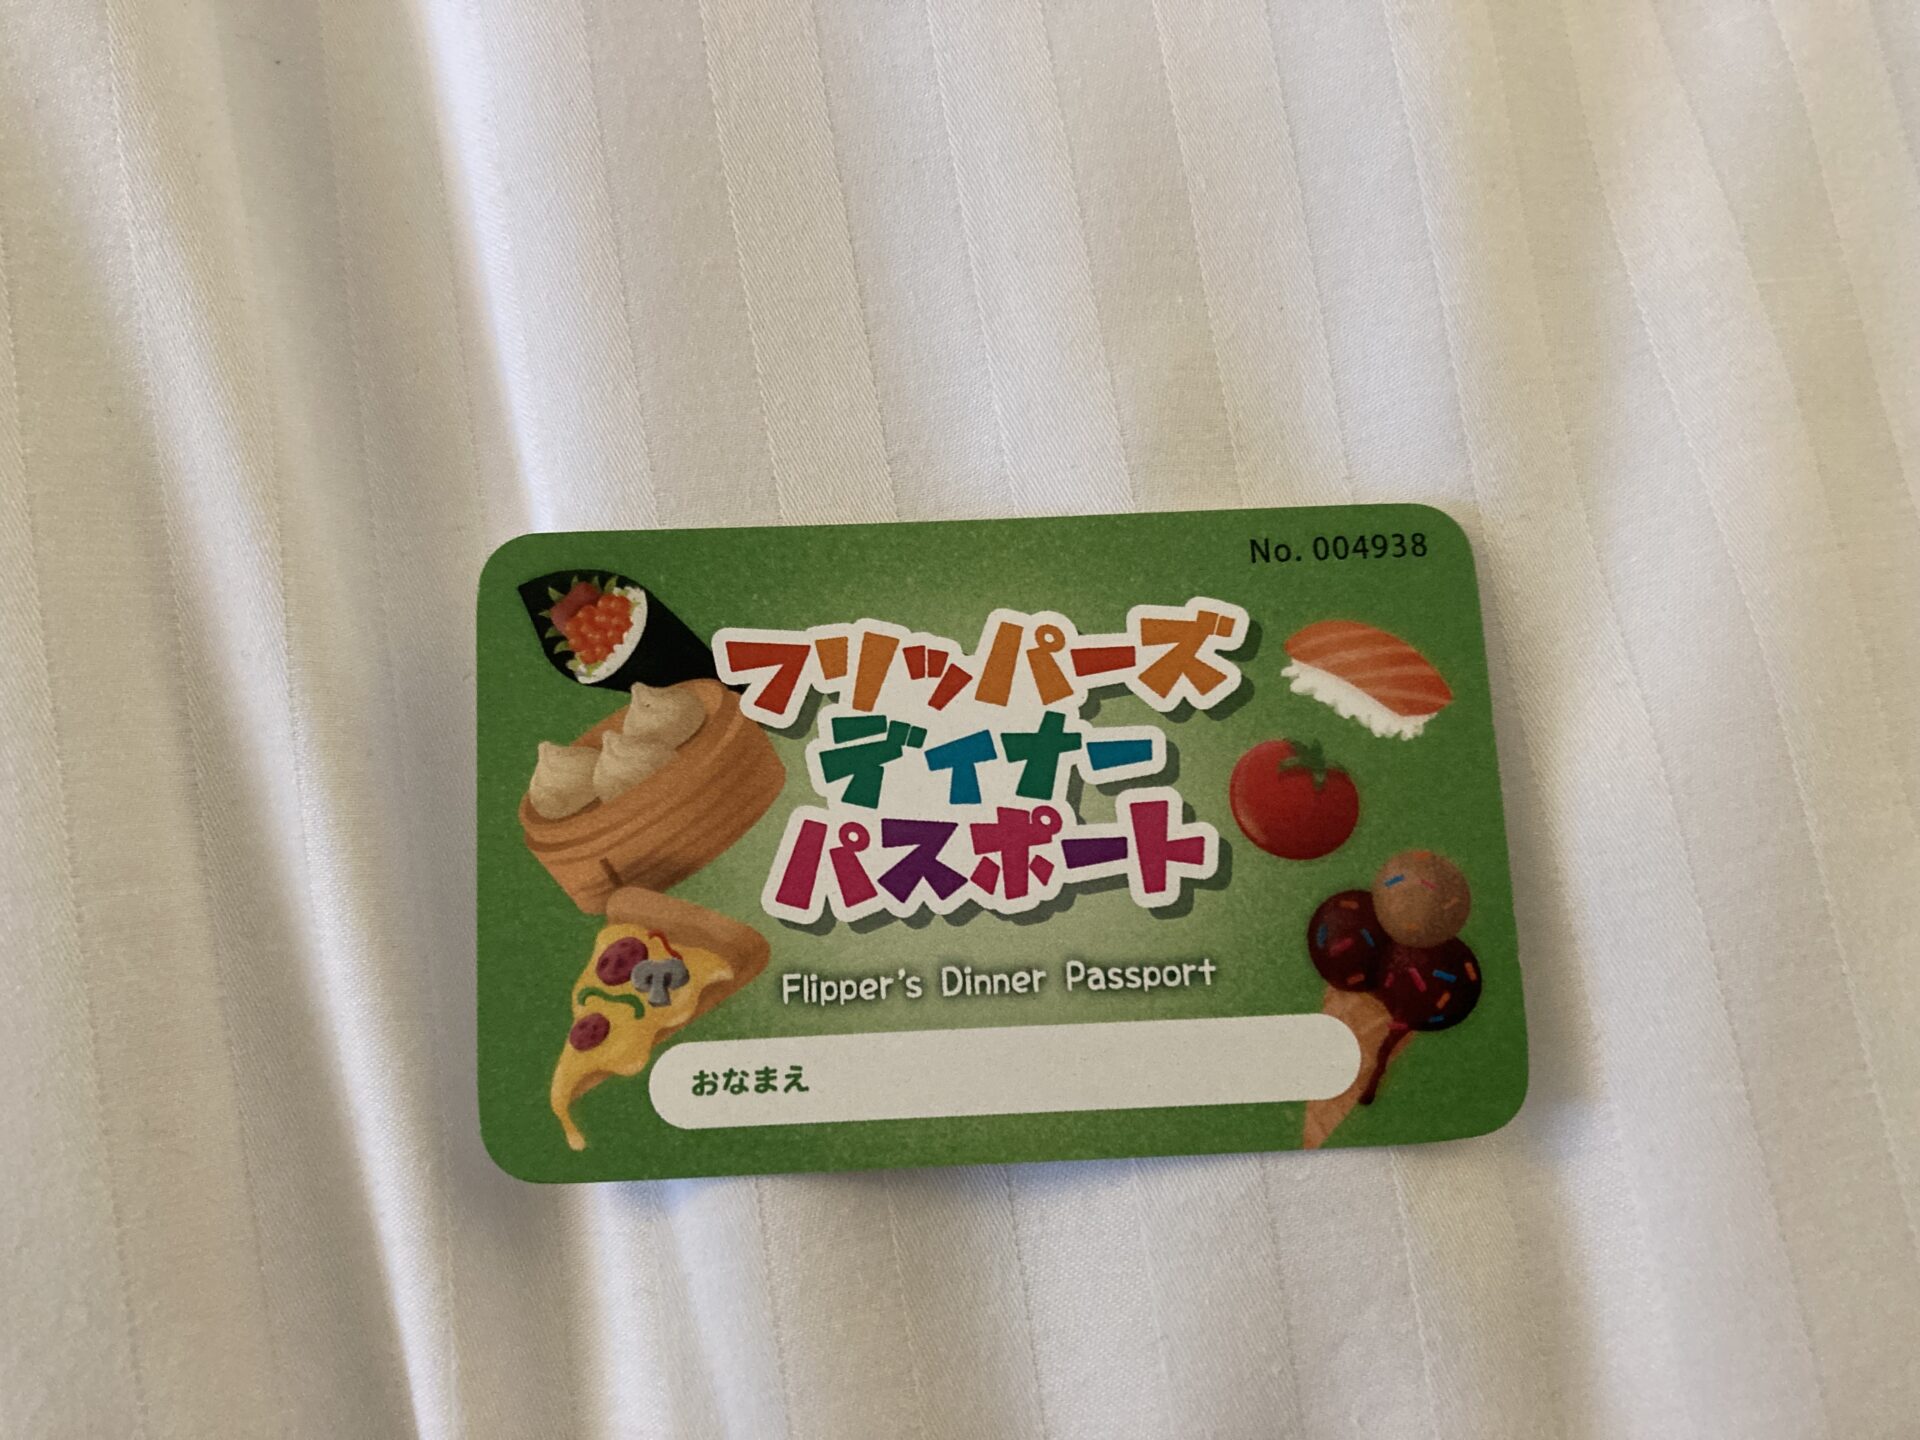 No. 004938
フリッパーズ
ディナー
パスポート
Flipper's Dinner Passport
おなまえ